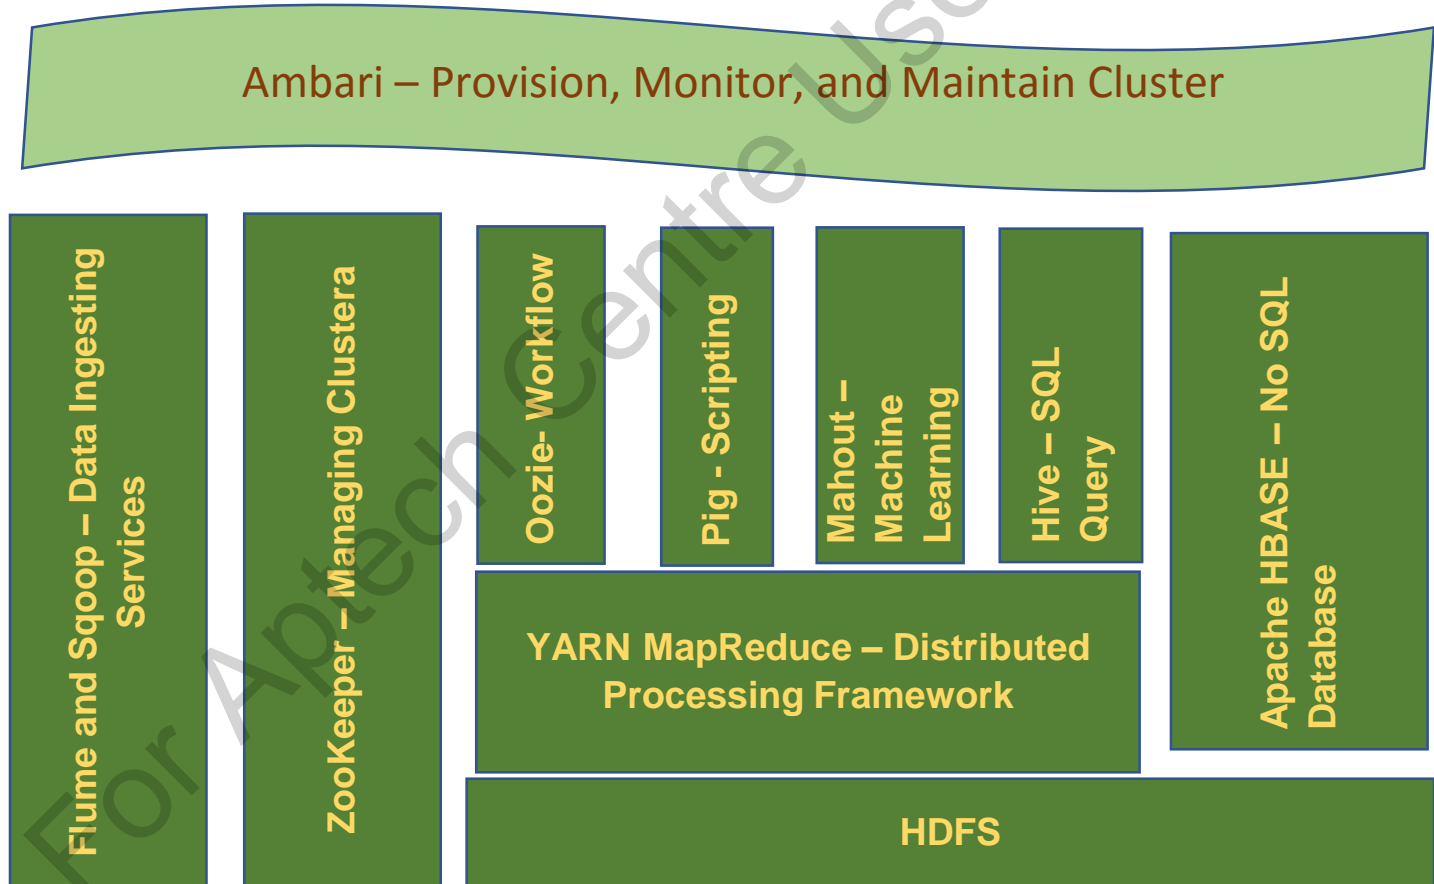 Ambari – Provision, Monitor, and Maintain Cluster
Flume and Sqoop – Data Ingesting
Services
ZooKeeper – Managing Clustera
Oozie- Workflow
Pig - Scripting
Mahout –
Machine
Learning
Hive – SQL
Query
Apache HBASE – No SQL
Database
YARN MapReduce – Distributed
Processing Framework
HDFS
For Aptech Centre Use